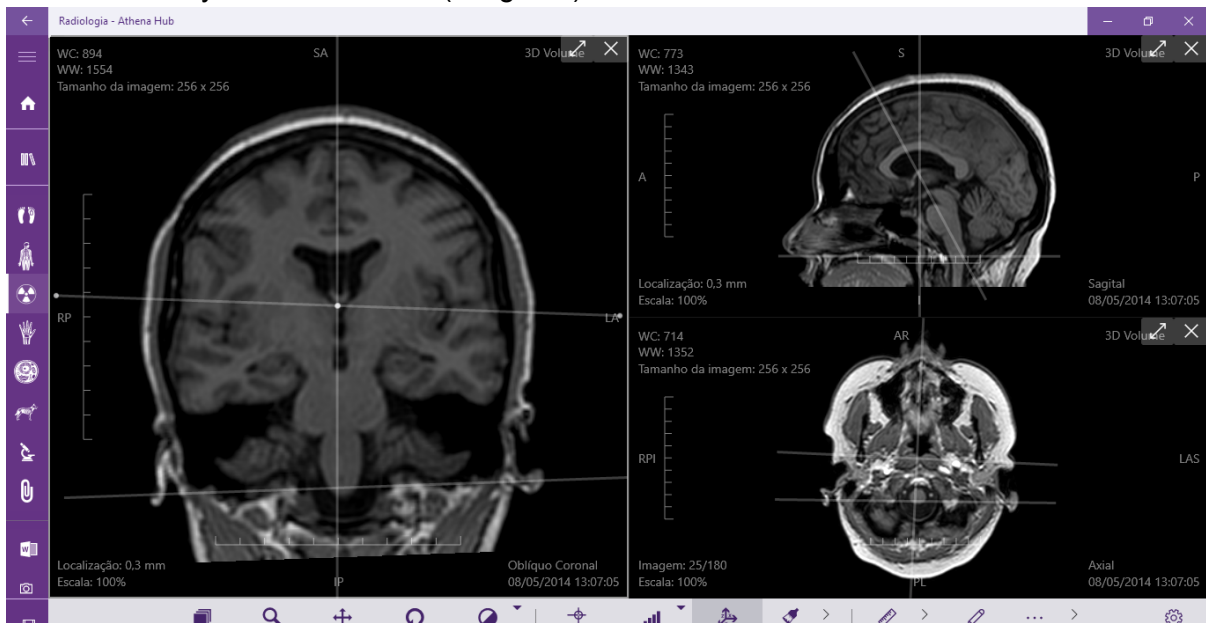 Radiologia - Athena Hub
WC: 894
WW: 1554
Tamanho da imagem: 256 x 256
SA
3D Volume
RP
LA
Localização: 0,3 mm
Escala: 100%
IP
Oblíquo Coronal
08/05/2014 13:07:05
WC: 773
WW: 1343
Tamanho da imagem: 256 x 256
S
3D Volume
A
P
Localização: 0,3 mm
Escala: 100%
I
Sagital
08/05/2014 13:07:05
WC: 714
WW: 1352
Tamanho da imagem: 256 x 256
AR
3D Volume
RPI
LAS
Imagem: 25/180
Escala: 100%
PL
Axial
08/05/2014 13:07:05
W